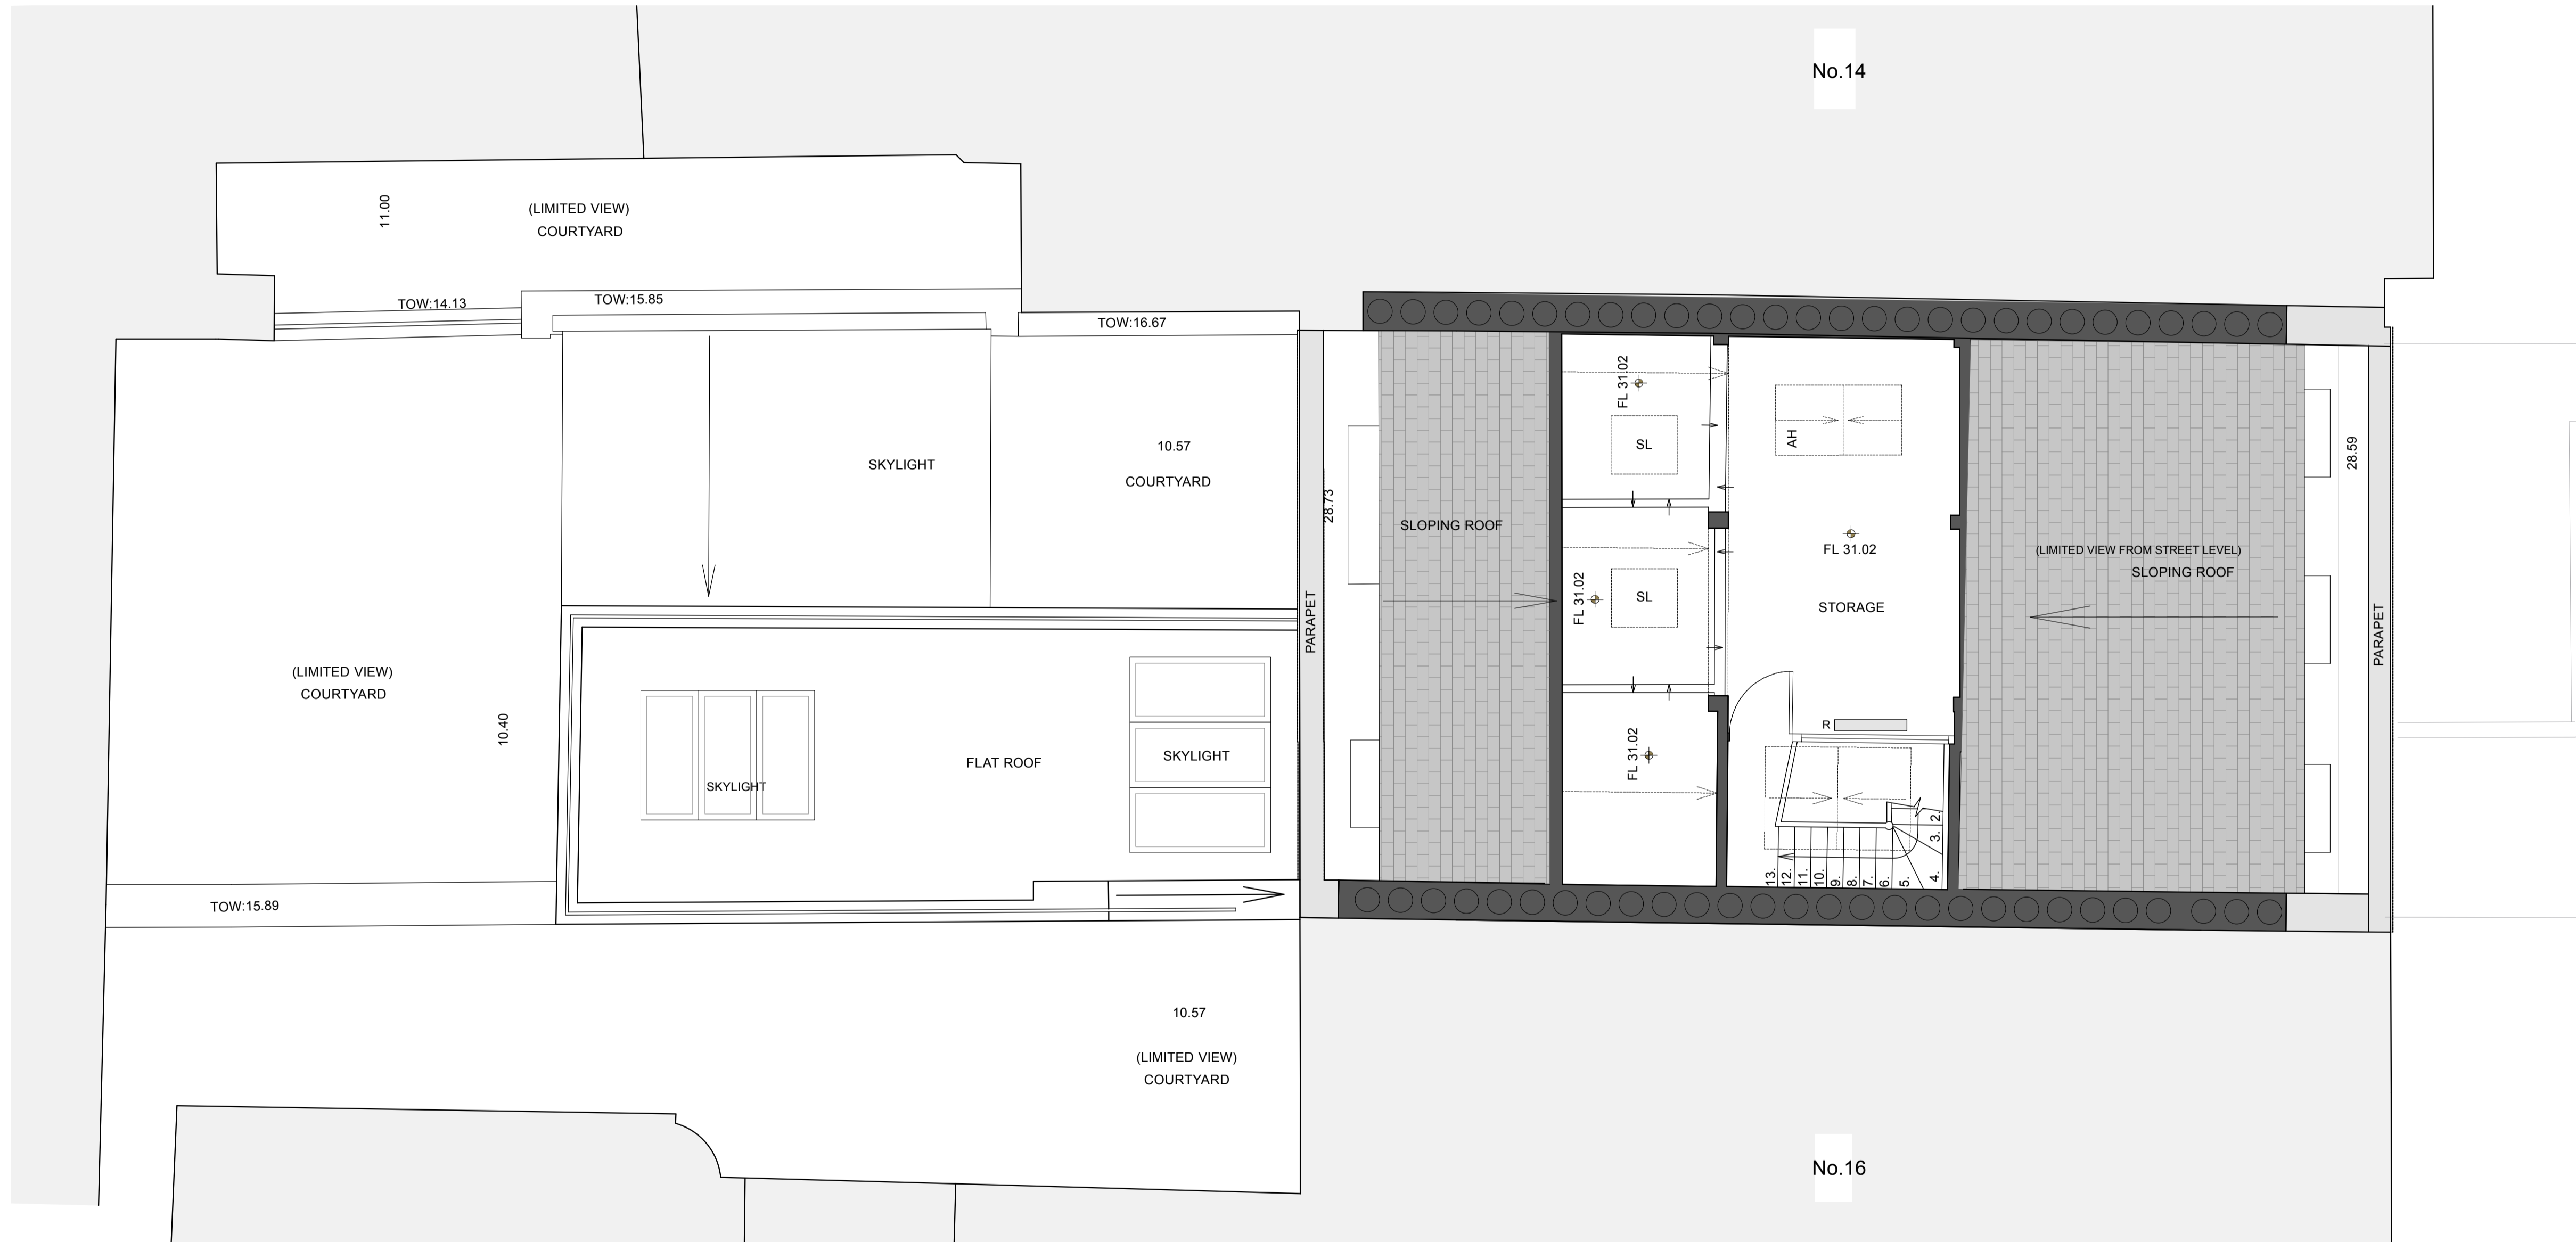 No.14
11.00
(LIMITED VIEW)
COURTYARD
TOW:14.13
TOW:15.85
TOW:16.67
SKYLIGHT
10.57
COURTYARD
28.73
PARAPET
SLOPING ROOF
FL 31.02
SL
AH
FL 31.02
SL
FL 31.02
STORAGE
(LIMITED VIEW FROM STREET LEVEL)
SLOPING ROOF
28.59
PARAPET
(LIMITED VIEW)
COURTYARD
10.40
SKYLIGHT
FLAT ROOF
SKYLIGHT
FL 31.02
R
13.
12.
11.
10.
9.
8.
7.
6.
5.
4.
3.
2.
TOW:15.89
10.57
(LIMITED VIEW)
COURTYARD
No.16